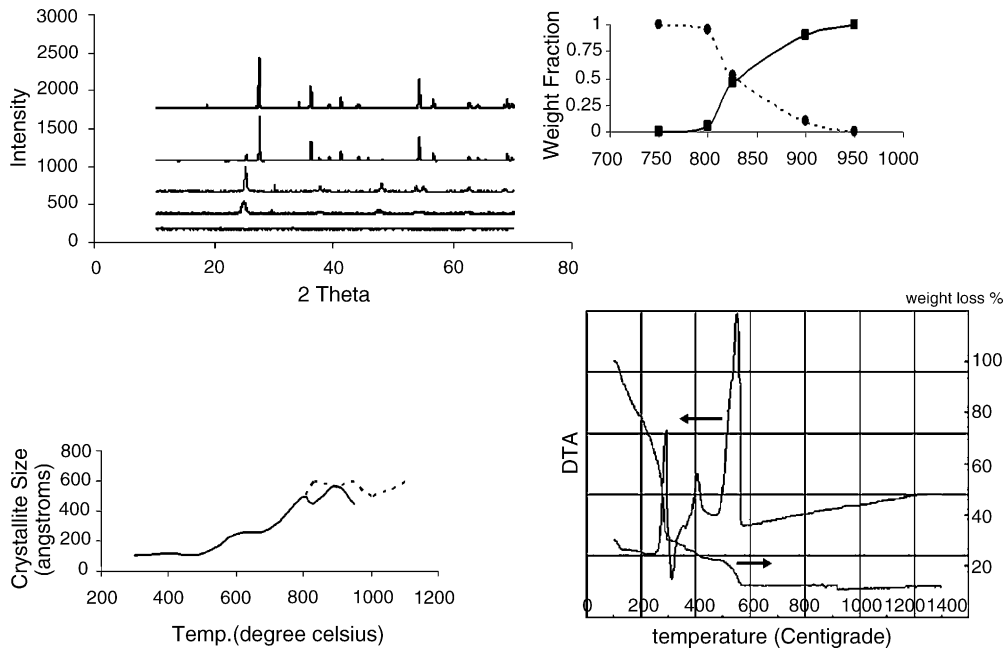 3000
2500
2000
1500
1000
500
0
Intensity
0 20 40 60 80
2 Theta
1
0.75
0.5
0.25
0
Weight Fraction
700 750 800 850 900 950 1000
800
600
400
200
0
Crystallite Size
(angstroms)
200 400 600 800 1000 1200
Temp.(degree celsius)
weight loss %
100
80
60
40
20
DTA
0 200 400 600 800 1000 1200 1400
temperature (Centigrade)